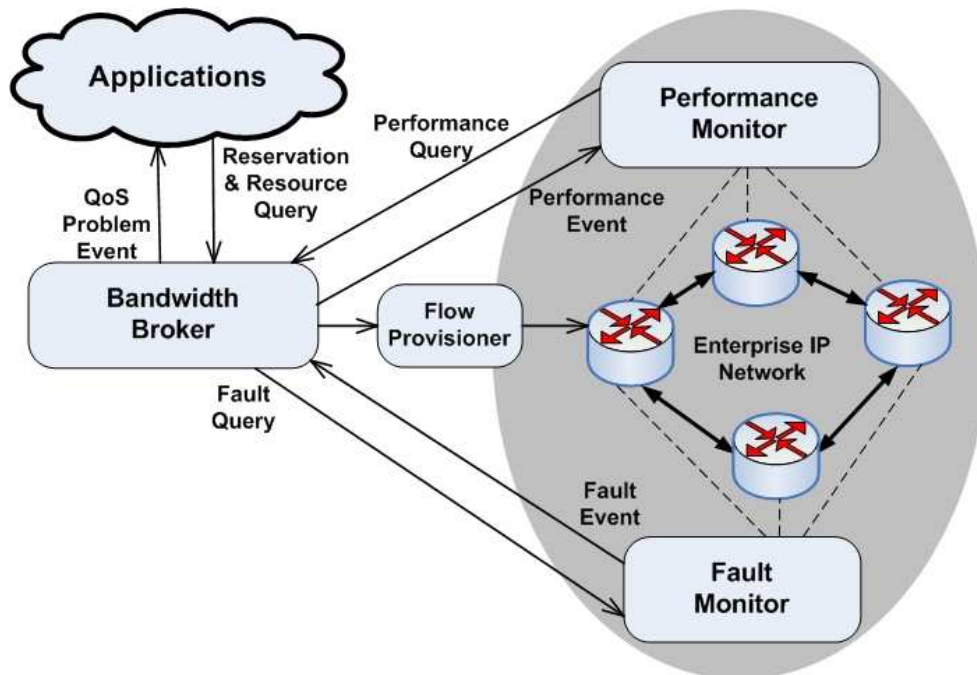 Applications
Performance
Monitor
Performance
Query
Reservation
& Resource
Query
QoS
Problem
Event
Performance
Event
Bandwidth
Broker
Flow
Provisioner
Enterprise IP
Network
Fault
Query
Fault
Event
Fault
Monitor